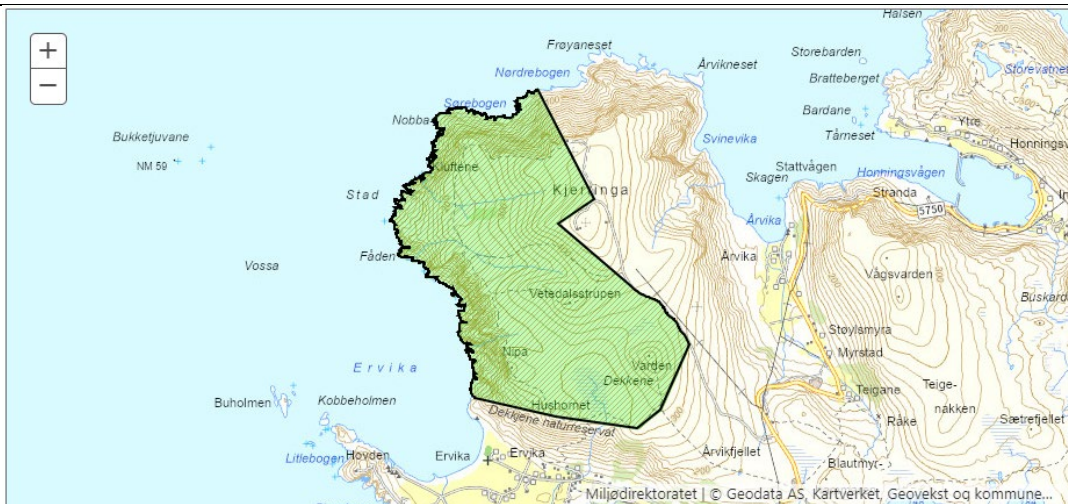 +
−
Halsen
Frøyaneset
Storebarden
Årvikneset
Nørdrebogen
Bratteberget
Storevatnet
Sørebogen
Bardane
Nobba
Ytre
Bukketjuvane
Tårneset
Svinevika
Honningsv
NM 59
Kluftene
Stattvågen
Honningsvågen
Skagen
Kjerringa
Stad
Stranda
5750
Årvika
Fåden
Årvika
Vossa
Vågsvarden
Vetedalsstrupen
Buskard
Støylsmyra
Nipa
Myrstad
Ervika
Varden
Dekkene
Teigane
Teige-
nakken
Buholmen
Kobbeholmen
Hushornet
Dekkjene naturreservat
Råke
Sætrefjellet
Årvikfjellet
Litlebogen
Hovden
Ervika
Ervika
Blautmyr-
Miljødirektoratet | © Geodata AS, Kartverket, Geovekst og kommune...